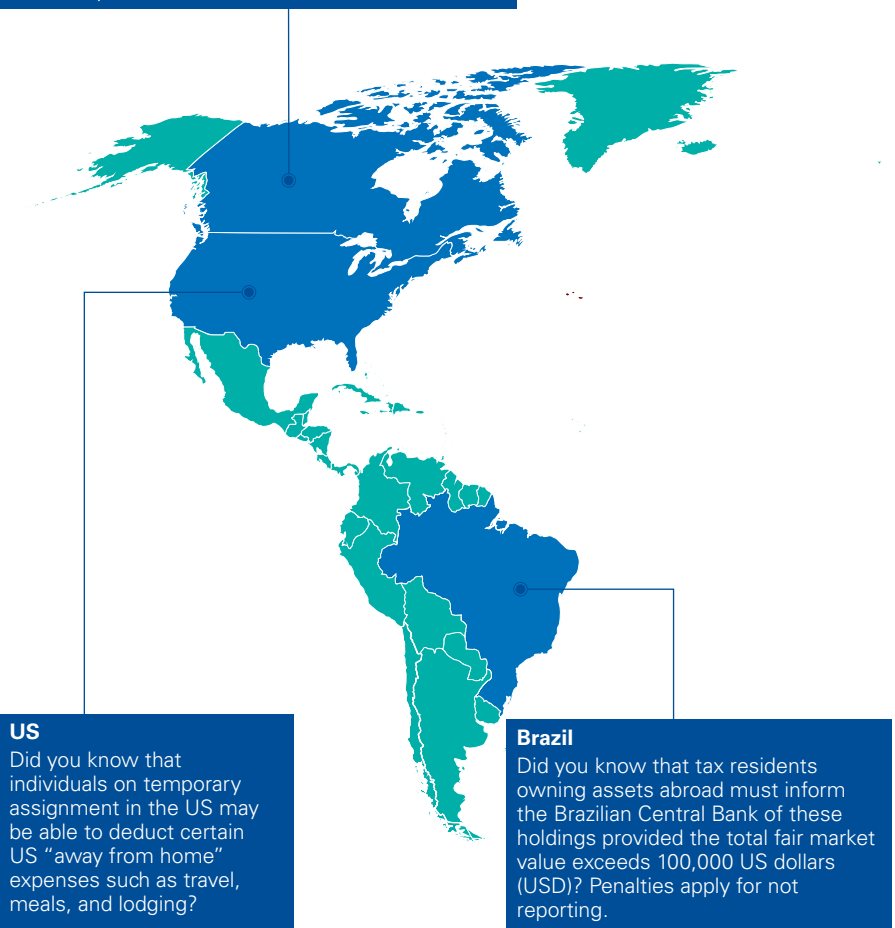 US
Did you know that
individuals on temporary
assignment in the US may
be able to deduct certain
US “away from home”
expenses such as travel,
meals, and lodging?
Brazil
Did you know that tax residents
owning assets abroad must inform
the Brazilian Central Bank of these
holdings provided the total fair market
value exceeds 100,000 US dollars
(USD)? Penalties apply for not
reporting.